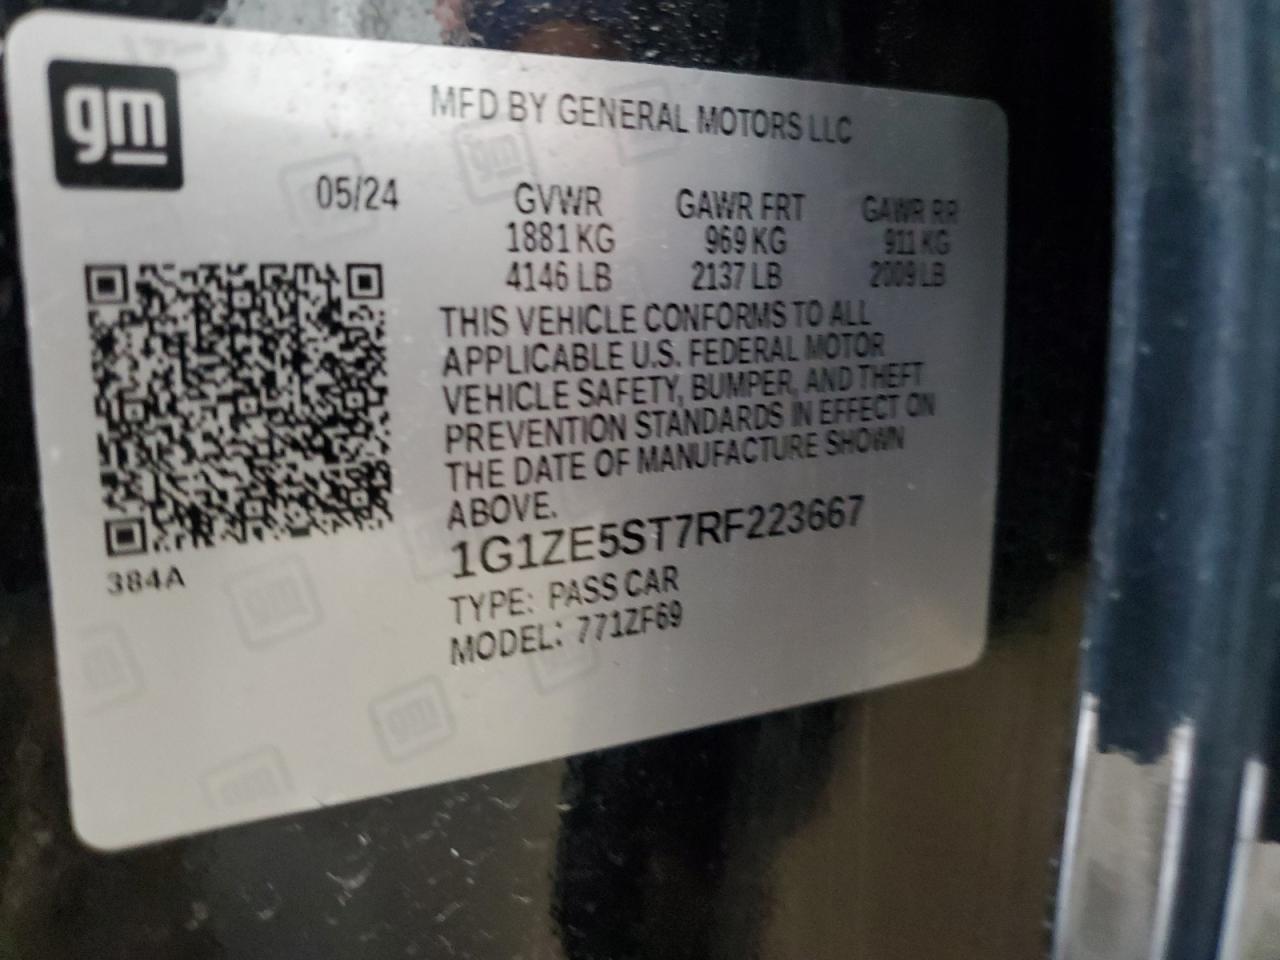 gm
MFD BY GENERAL MOTORS LLC
05/24 GVWR GAWR FRT GAWR RR
1881 KG 969 KG 911 KG
4146 LB 2137 LB 2009 LB
THIS VEHICLE CONFORMS TO ALL
APPLICABLE U.S. FEDERAL MOTOR
VEHICLE SAFETY, BUMPER, AND THEFT
PREVENTION STANDARDS IN EFFECT ON
THE DATE OF MANUFACTURE SHOWN
ABOVE.
1G1ZE5ST7RF223667
384A
TYPE: PASS CAR
MODEL: 771ZF69